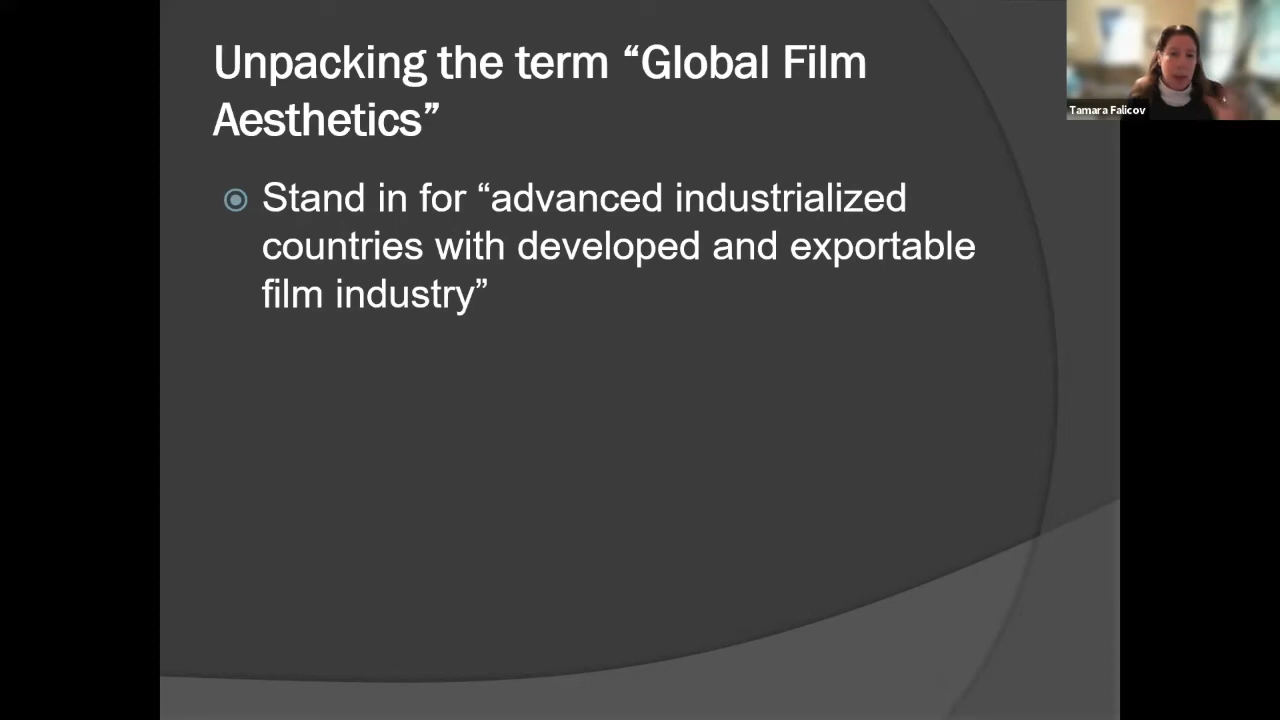 Unpacking the term “Global Film
Aesthetics”
Stand in for “advanced industrialized
countries with developed and exportable
film industry”
Tamara Falicov